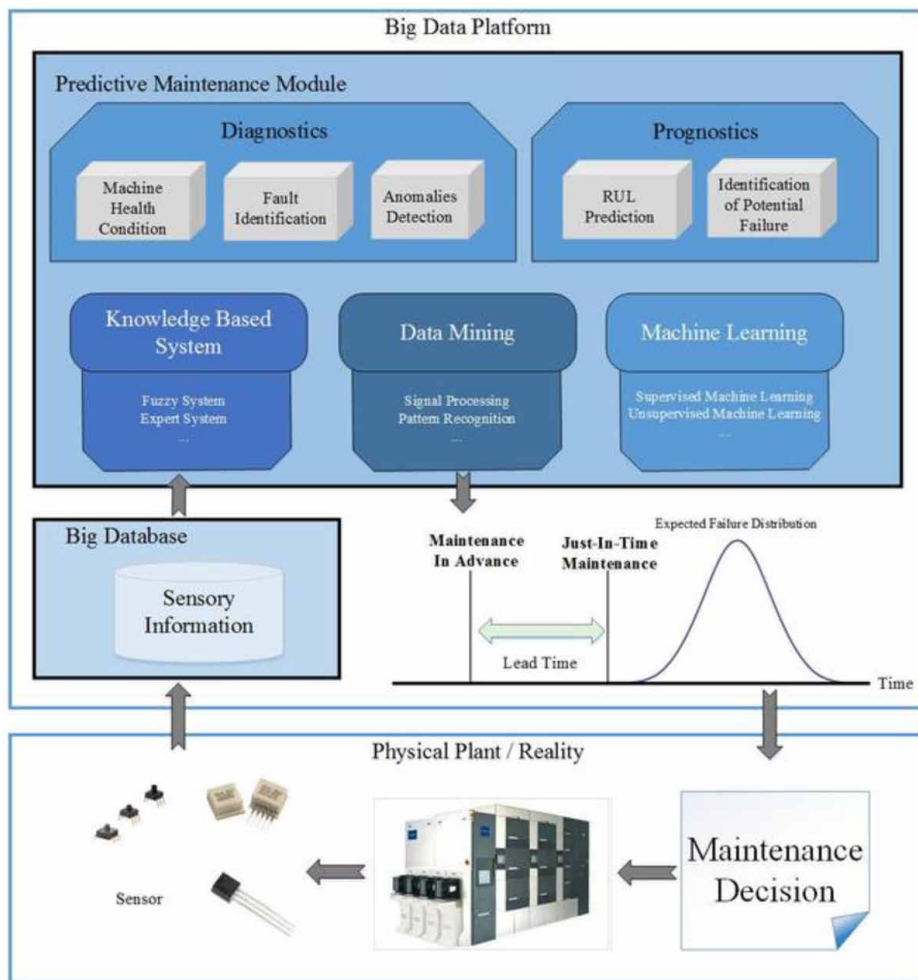 Big Data Platform
Predictive Maintenance Module
Diagnostics
Machine
Health
Condition
Fault
Identification
Anomalies
Detection
Prognostics
RUL
Prediction
Identification
of Potential
Failure
Knowledge Based
System
Fuzzy System
Expert System
...
Data Mining
Signal Processing
Pattern Recognition
...
Machine Learning
Supervised Machine Learning
Unsupervised Machine Learning
...
Big Database
Sensory
Information
Maintenance
In Advance
Just-In-Time
Maintenance
Lead Time
Expected Failure Distribution
Time
Physical Plant / Reality
Sensor
Maintenance
Decision